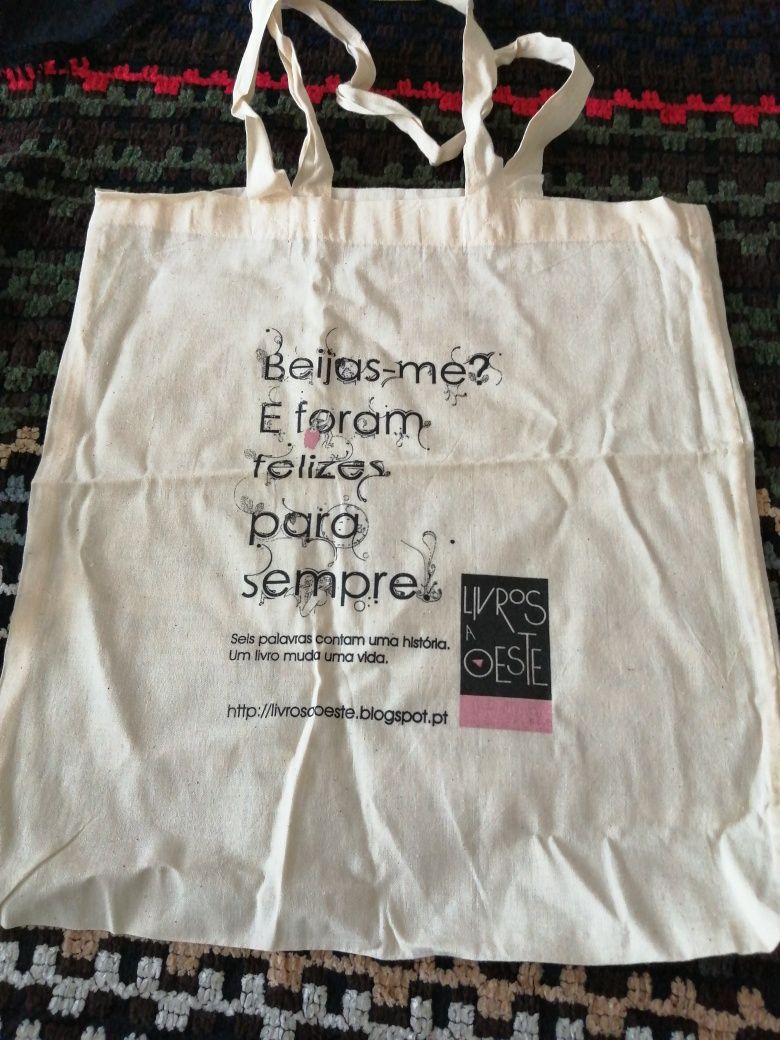 Beijas-me?
E foram
felizes
para
sempre!
Seis palavras contam uma história.
Um livro muda uma vida.
http://livrosaoeste.blogspot.pt
LIVROS
A
OESTE